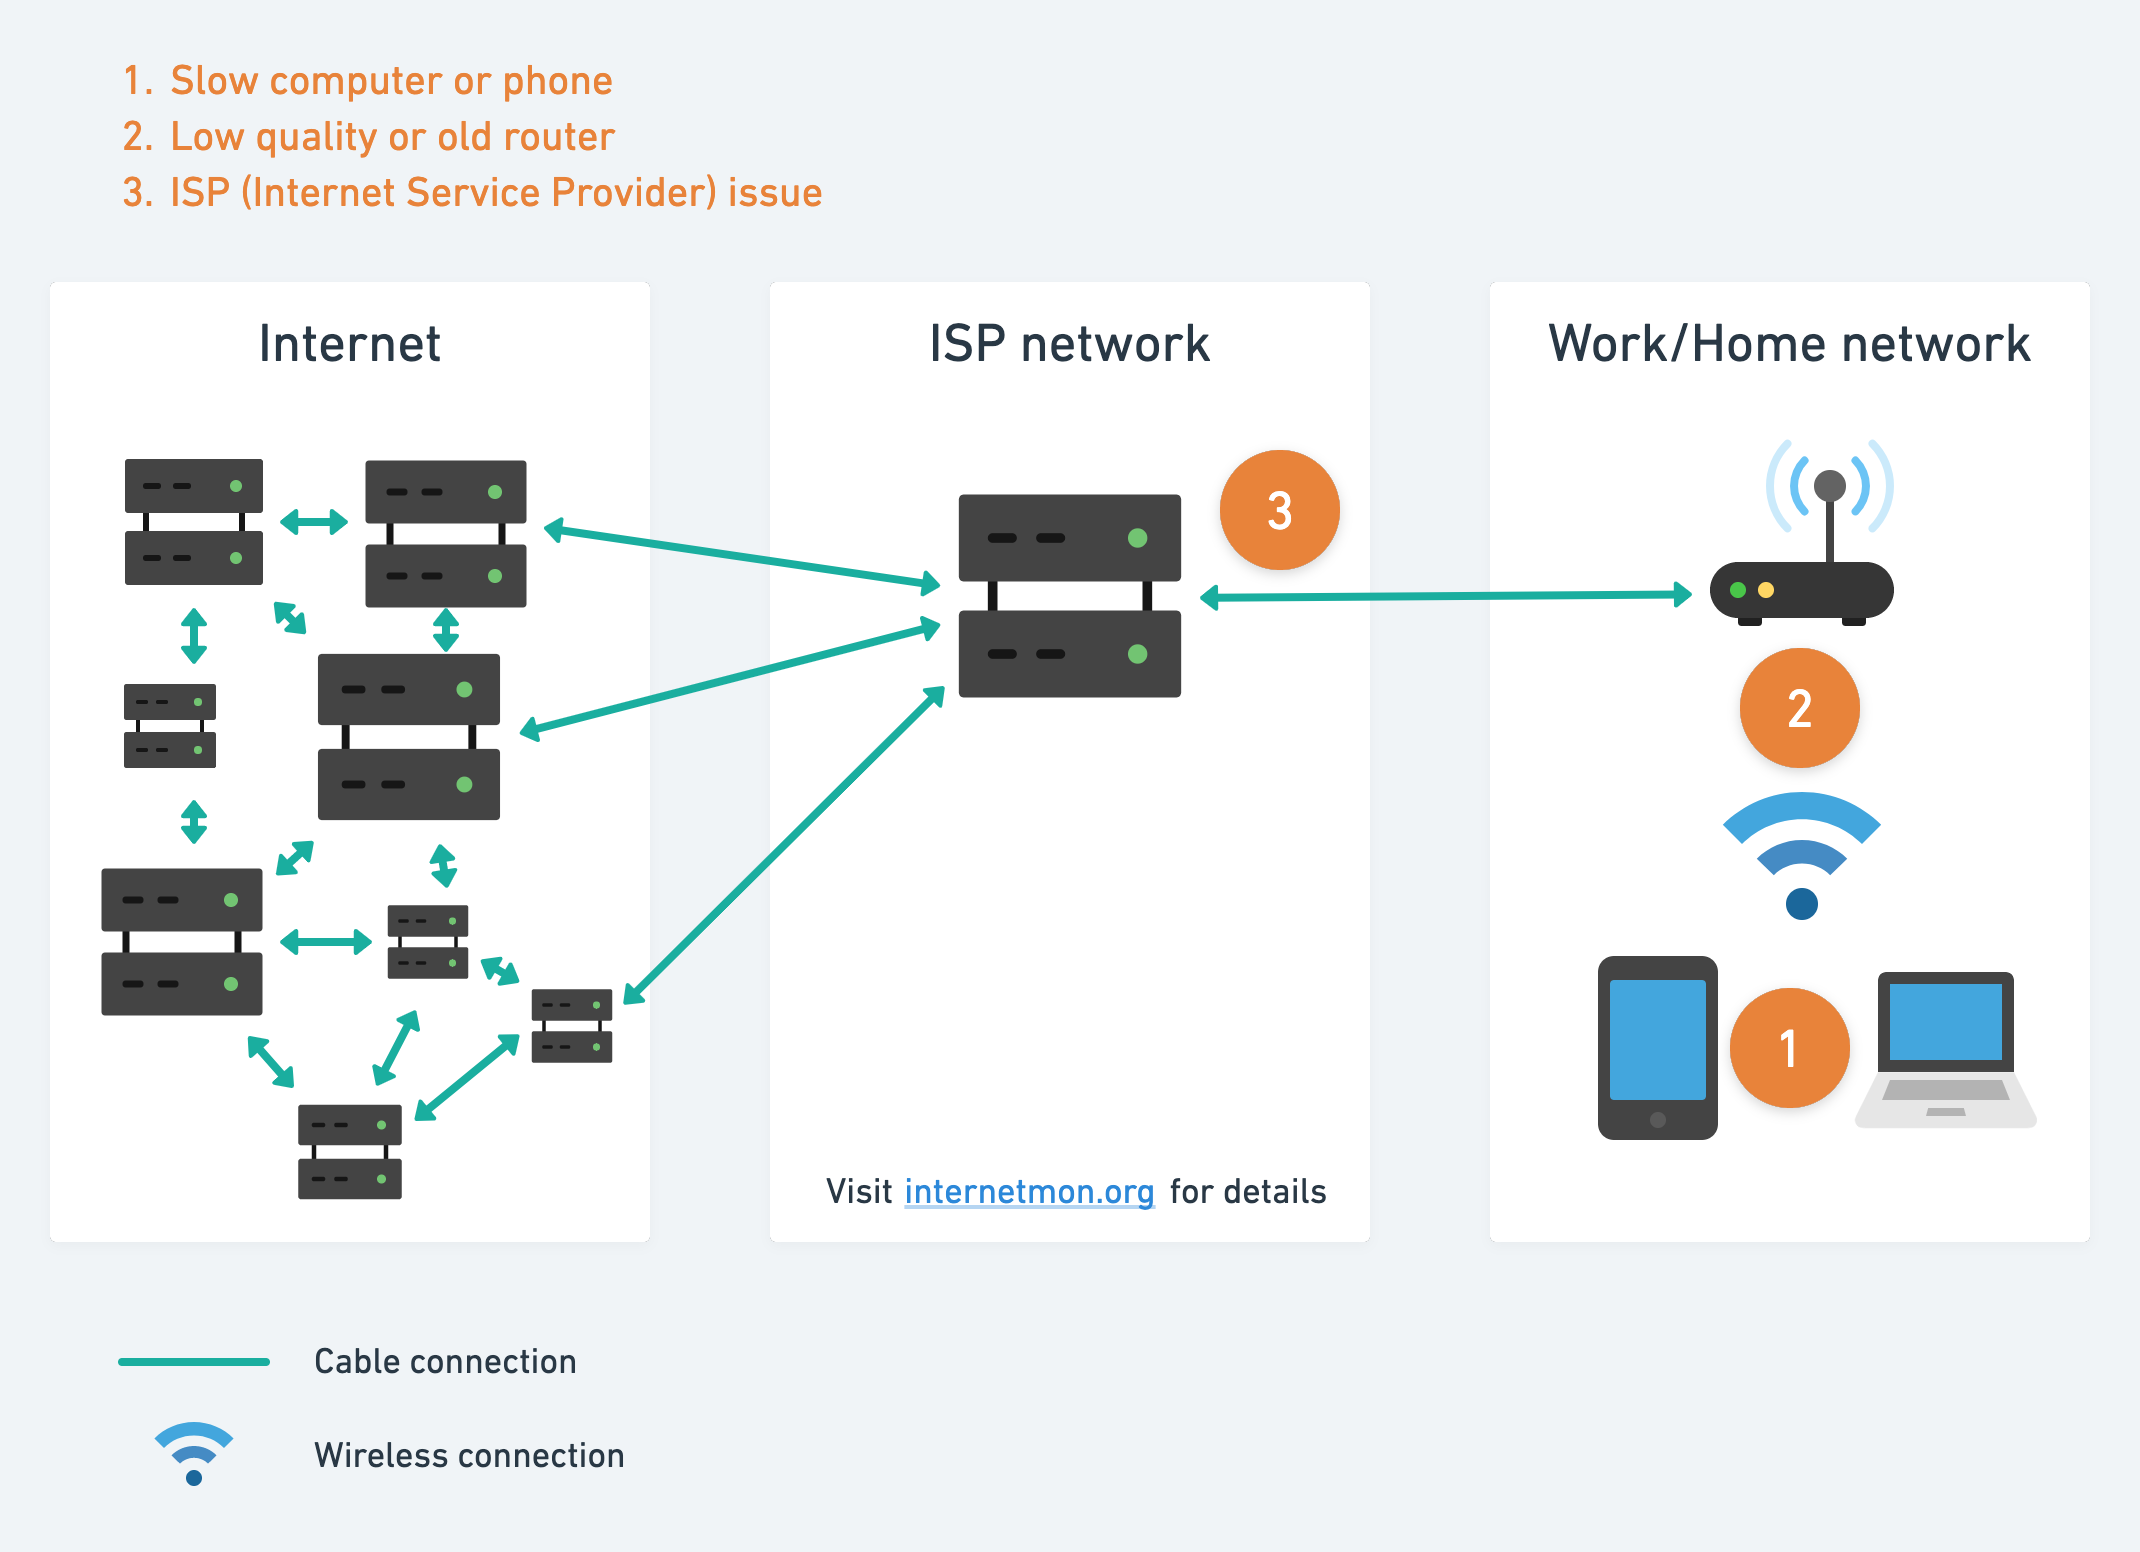 1. Slow computer or phone
2. Low quality or old router
3. ISP (Internet Service Provider) issue
Internet
ISP network
Work/Home network
3
2
1
Visit internetmon.org for details
Cable connection
Wireless connection